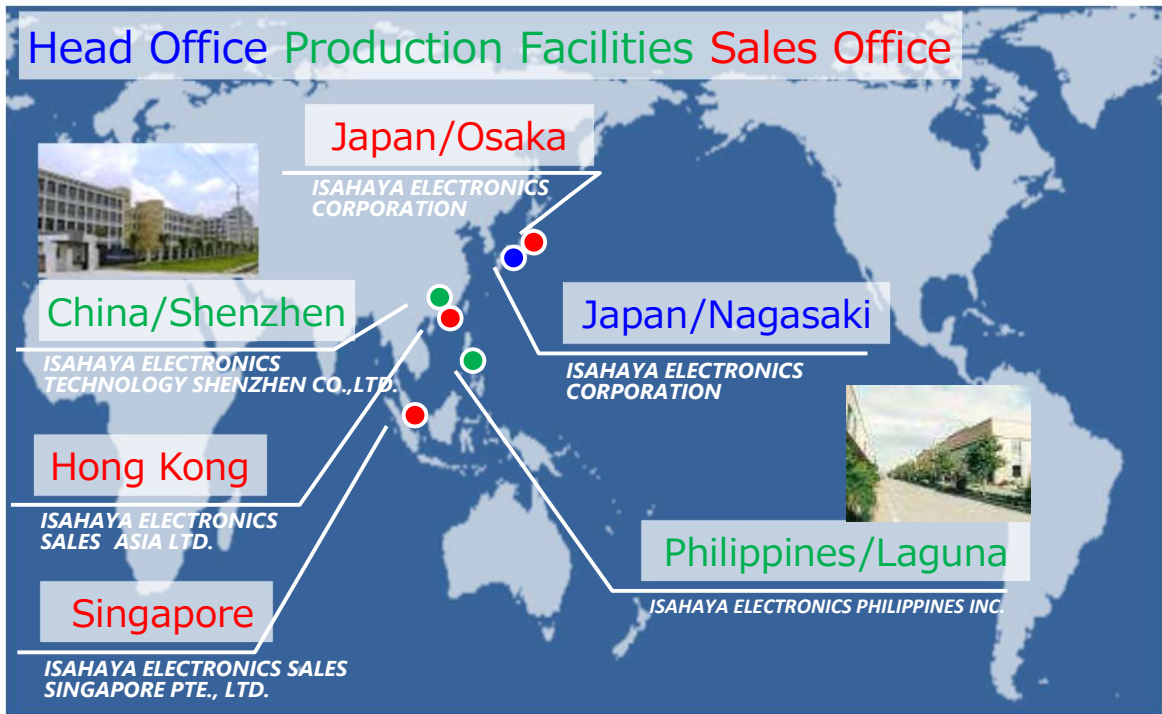 Head Office Production Facilities Sales Office
Japan/Osaka
ISAHAYA ELECTRONICS
CORPORATION
China/Shenzhen
ISAHAYA ELECTRONICS
TECHNOLOGY SHENZHEN CO.,LTD.
Japan/Nagasaki
ISAHAYA ELECTRONICS
CORPORATION
Hong Kong
ISAHAYA ELECTRONICS
SALES ASIA LTD.
Philippines/Laguna
ISAHAYA ELECTRONICS PHILIPPINES INC.
Singapore
ISAHAYA ELECTRONICS SALES
SINGAPORE PTE., LTD.